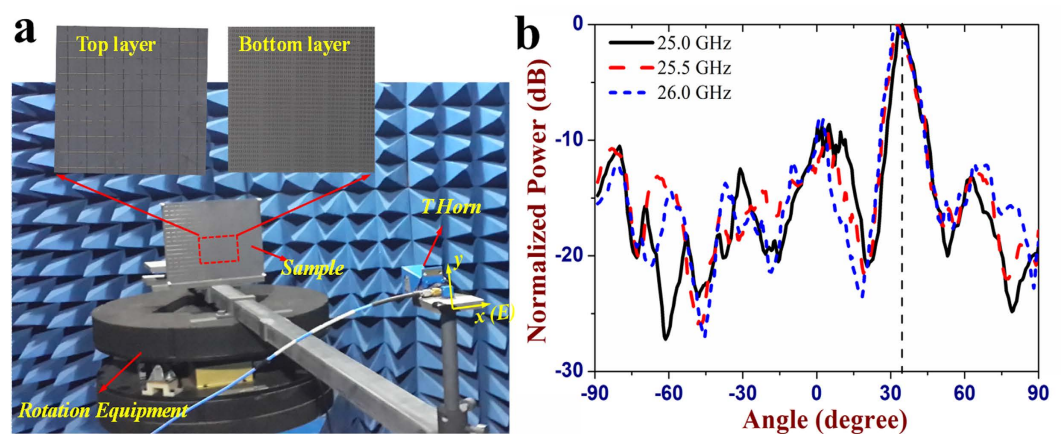 a
Top layer
Bottom layer
T Horn
y
Sample
x (E)
Rotation Equipment
b
25.0 GHz
25.5 GHz
26.0 GHz
Normalized Power (dB)
0
-10
-20
-30
-90
-60
-30
0
30
60
90
Angle (degree)